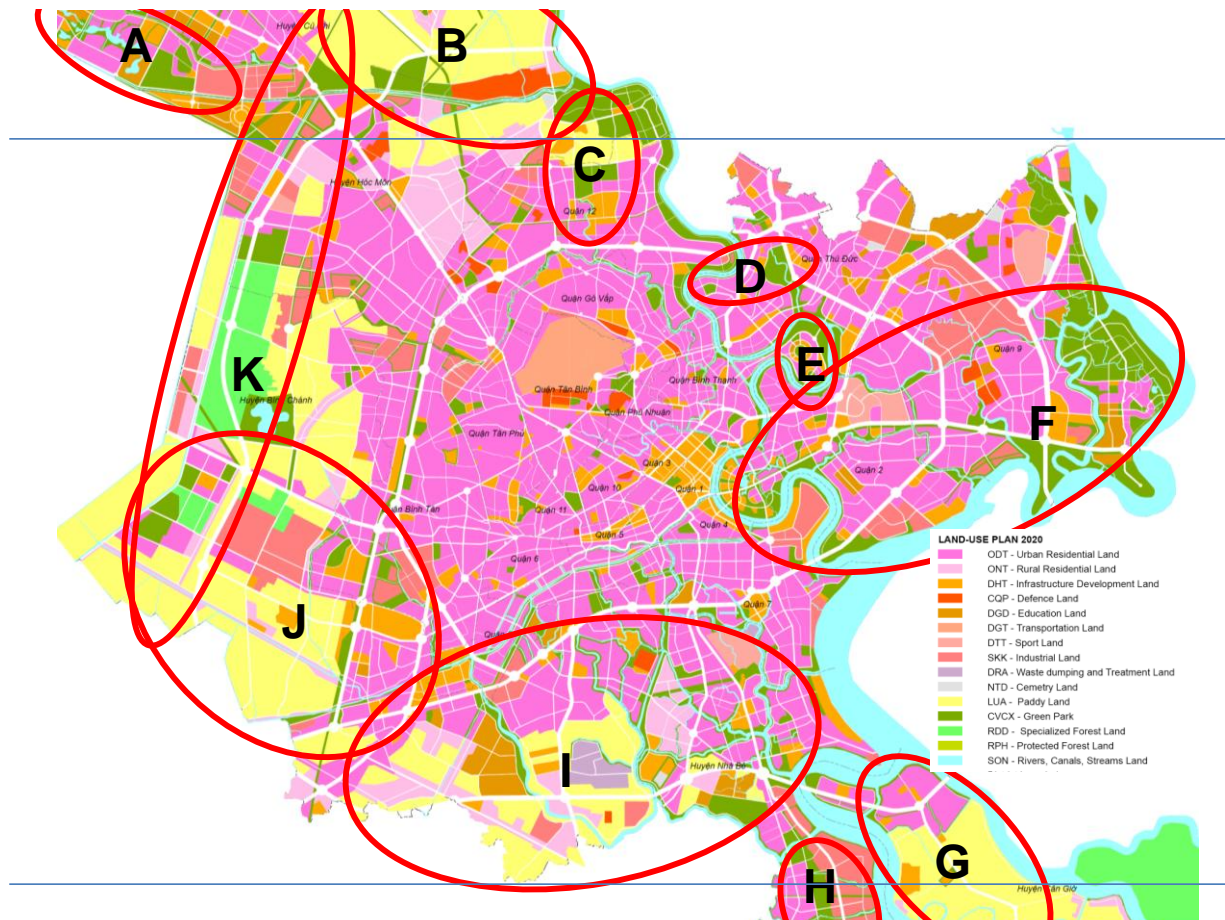 A
Huyện Củ Chi
B
C
Huyện Hóc Môn
Quận 12
D
Quận Thủ Đức
Quận Gò Vấp
E
Quận 9
K
Huyện Bình Chánh
Quận Tân Bình
Quận Bình Thạnh
Quận Phú Nhuận
F
Quận Tân Phú
Quận 3
Quận 2
Quận 10
Quận 1
Quận 11
Quận Bình Tân
Quận 4
Quận 5
Quận 6
LAND-USE PLAN 2020
ODT - Urban Residential Land
ONT - Rural Residential Land
DHT - Infrastructure Development Land
CQP - Defence Land
DGD - Education Land
DGT - Transportation Land
DTT - Sport Land
SKK - Industrial Land
DRA - Waste dumping and Treatment Land
NTD - Cemetry Land
LUA - Paddy Land
CVCX - Green Park
RDD - Specialized Forest Land
RPH - Protected Forest Land
SON - Rivers, Canals, Streams Land
Quận 7
J
Quận
I
Huyện Nhà Bè
G
H
Huyện Cần Giờ